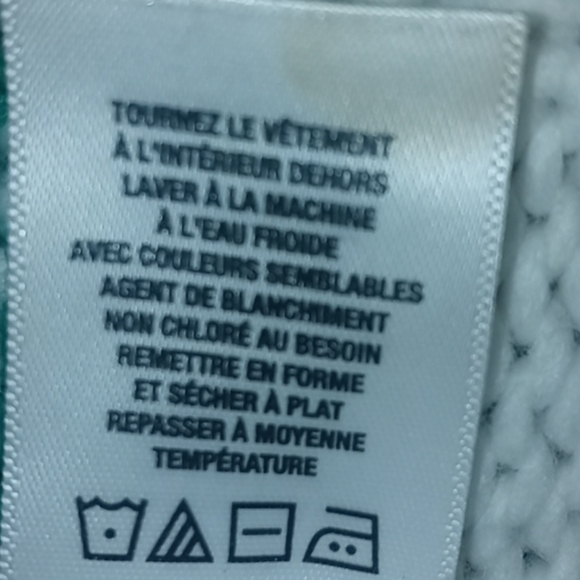 TOURNEZ LE VÊTEMENT
À L'INTÉRIEUR DEHORS
LAVER À LA MACHINE
À L'EAU FROIDE
AVEC COULEURS SEMBLABLES
AGENT DE BLANCHIMENT
NON CHLORÉ AU BESOIN
REMETTRE EN FORME
ET SÉCHER À PLAT
REPASSER À MOYENNE
TEMPÉRATURE